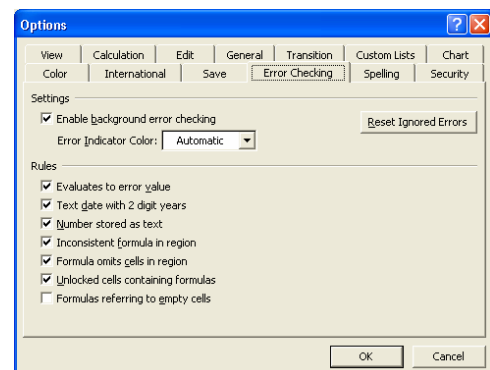 Options
View Calculation Edit General Transition Custom Lists Chart
Color International Save Error Checking Spelling Security
Settings
Enable background error checking
Reset Ignored Errors
Error Indicator Color: Automatic
Rules
Evaluates to error value
Text date with 2 digit years
Number stored as text
Inconsistent formula in region
Formula omits cells in region
Unlocked cells containing formulas
Formulas referring to empty cells
OK Cancel